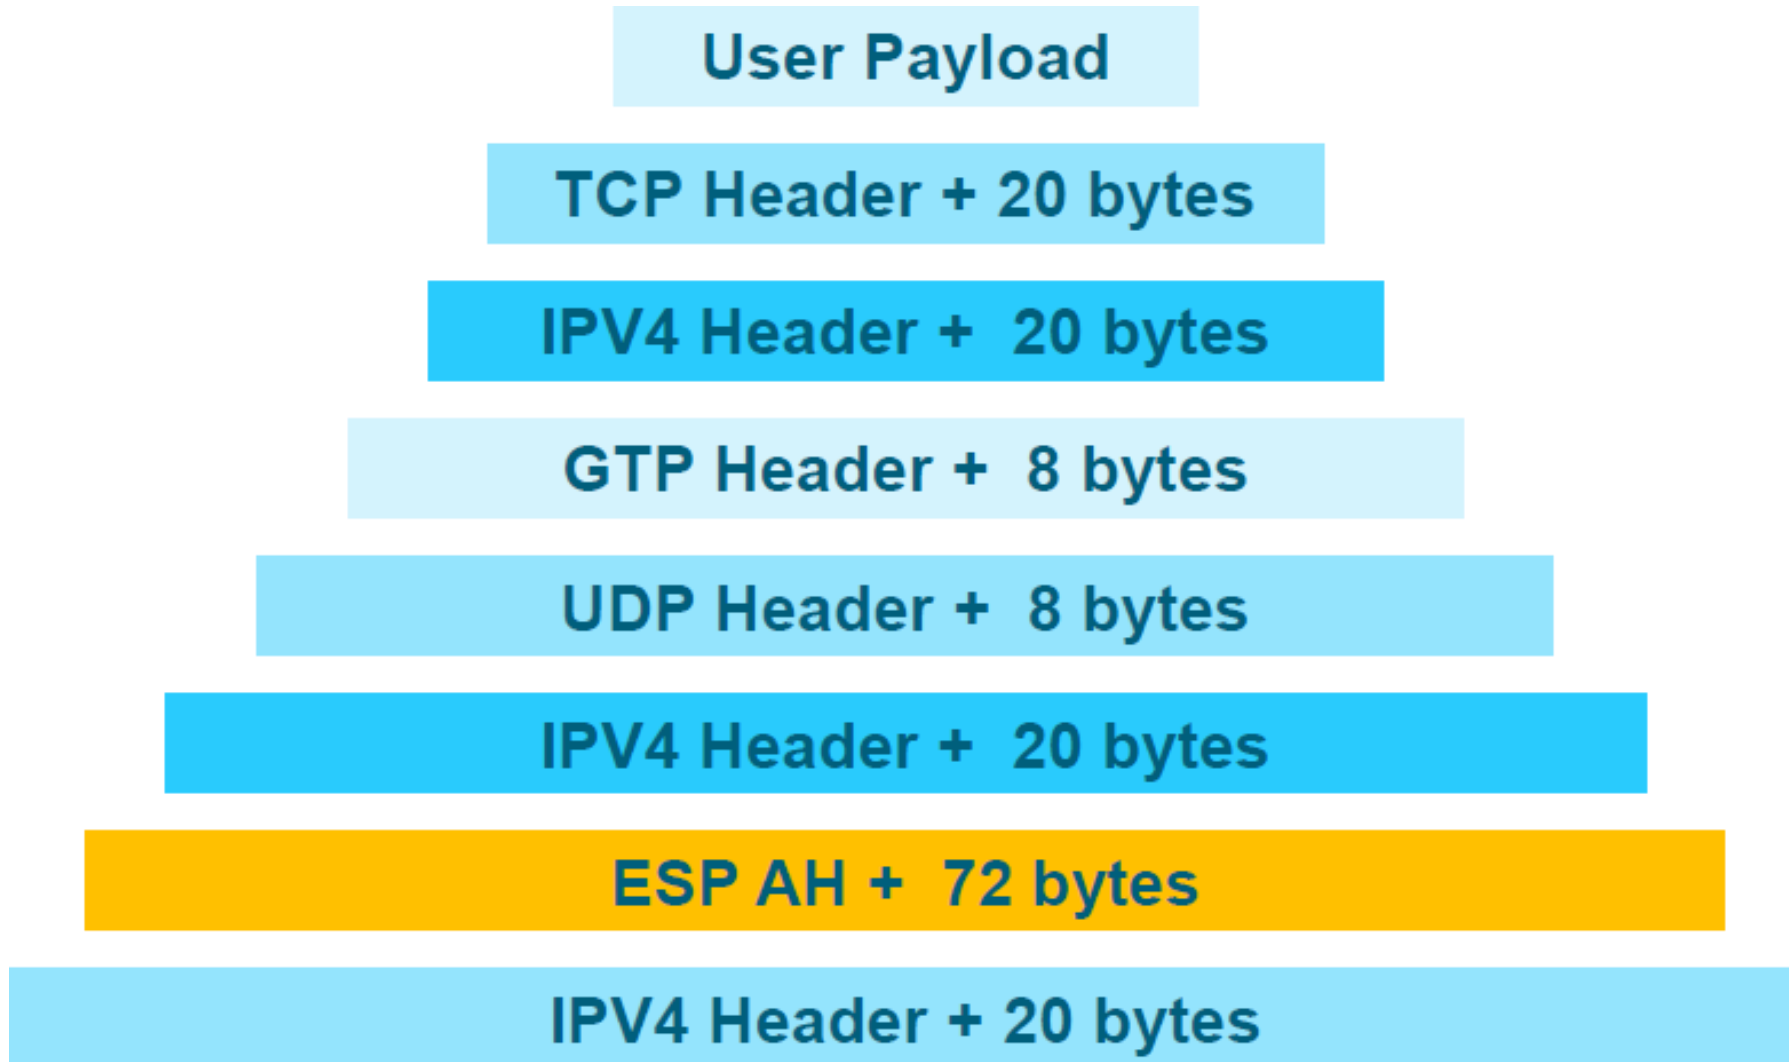 User Payload
TCP Header + 20 bytes
IPV4 Header + 20 bytes
GTP Header + 8 bytes
UDP Header + 8 bytes
IPV4 Header + 20 bytes
ESP AH + 72 bytes
IPV4 Header + 20 bytes